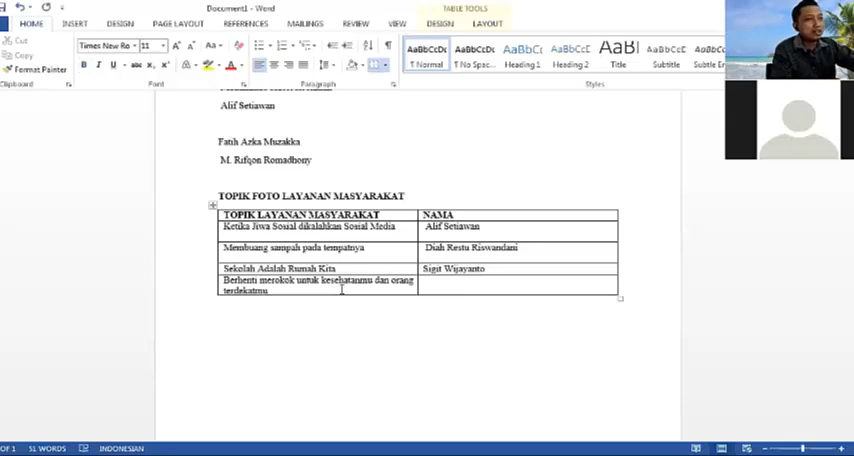 Document1 - Word
TABLE TOOLS
HOME INSERT DESIGN PAGE LAYOUT REFERENCES MAILINGS REVIEW VIEW DESIGN LAYOUT
Cut
Copy
Format Painter
Clipboard
Times New Ro 11
Font
Paragraph
AaBbCcDc AaBbCcDc AaBbC AaBbCc AaB AaBbCcC
¶ Normal ¶ No Spac... Heading 1 Heading 2 Title Subtitle Subtle Em
Styles
Alif Setiawan
Fatih Azka Muzakka
M. Rifqon Romadhony
TOPIK FOTO LAYANAN MASYARAKAT
TOPIK LAYANAN MASYARAKAT NAMA
Ketika Jiwa Sosial dikalahkan Sosial Media Alif Setiawan
Membuang sampah pada tempatnya Diah Restu Riswandani
Sekolah Adalah Rumah Kita Sigit Wijayanto
Berhenti merokok untuk kesehatanmu dan orang
terdekatmu
OF 1 51 WORDS INDONESIAN